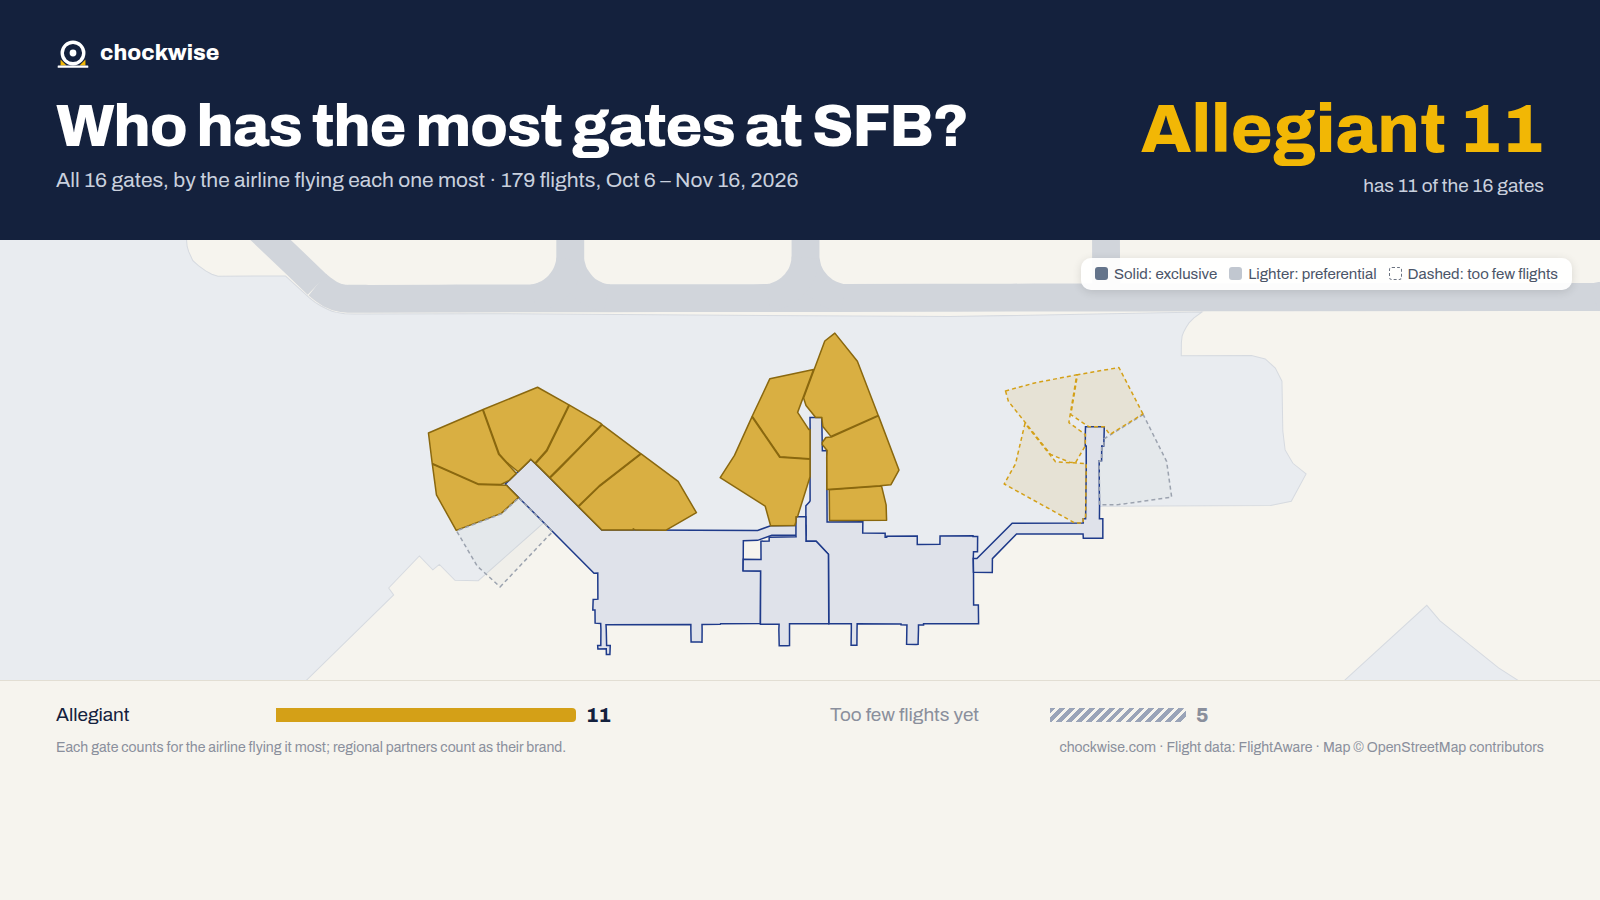 chockwise
Who has the most gates at SFB?
All 16 gates, by the airline flying each one most · 179 flights, Oct 6 – Nov 16, 2026
Allegiant 11
has 11 of the 16 gates
Solid: exclusive
Lighter: preferential
Dashed: too few flights
Allegiant 11
Too few flights yet 5
Each gate counts for the airline flying it most; regional partners count as their brand.
chockwise.com · Flight data: FlightAware · Map © OpenStreetMap contributors